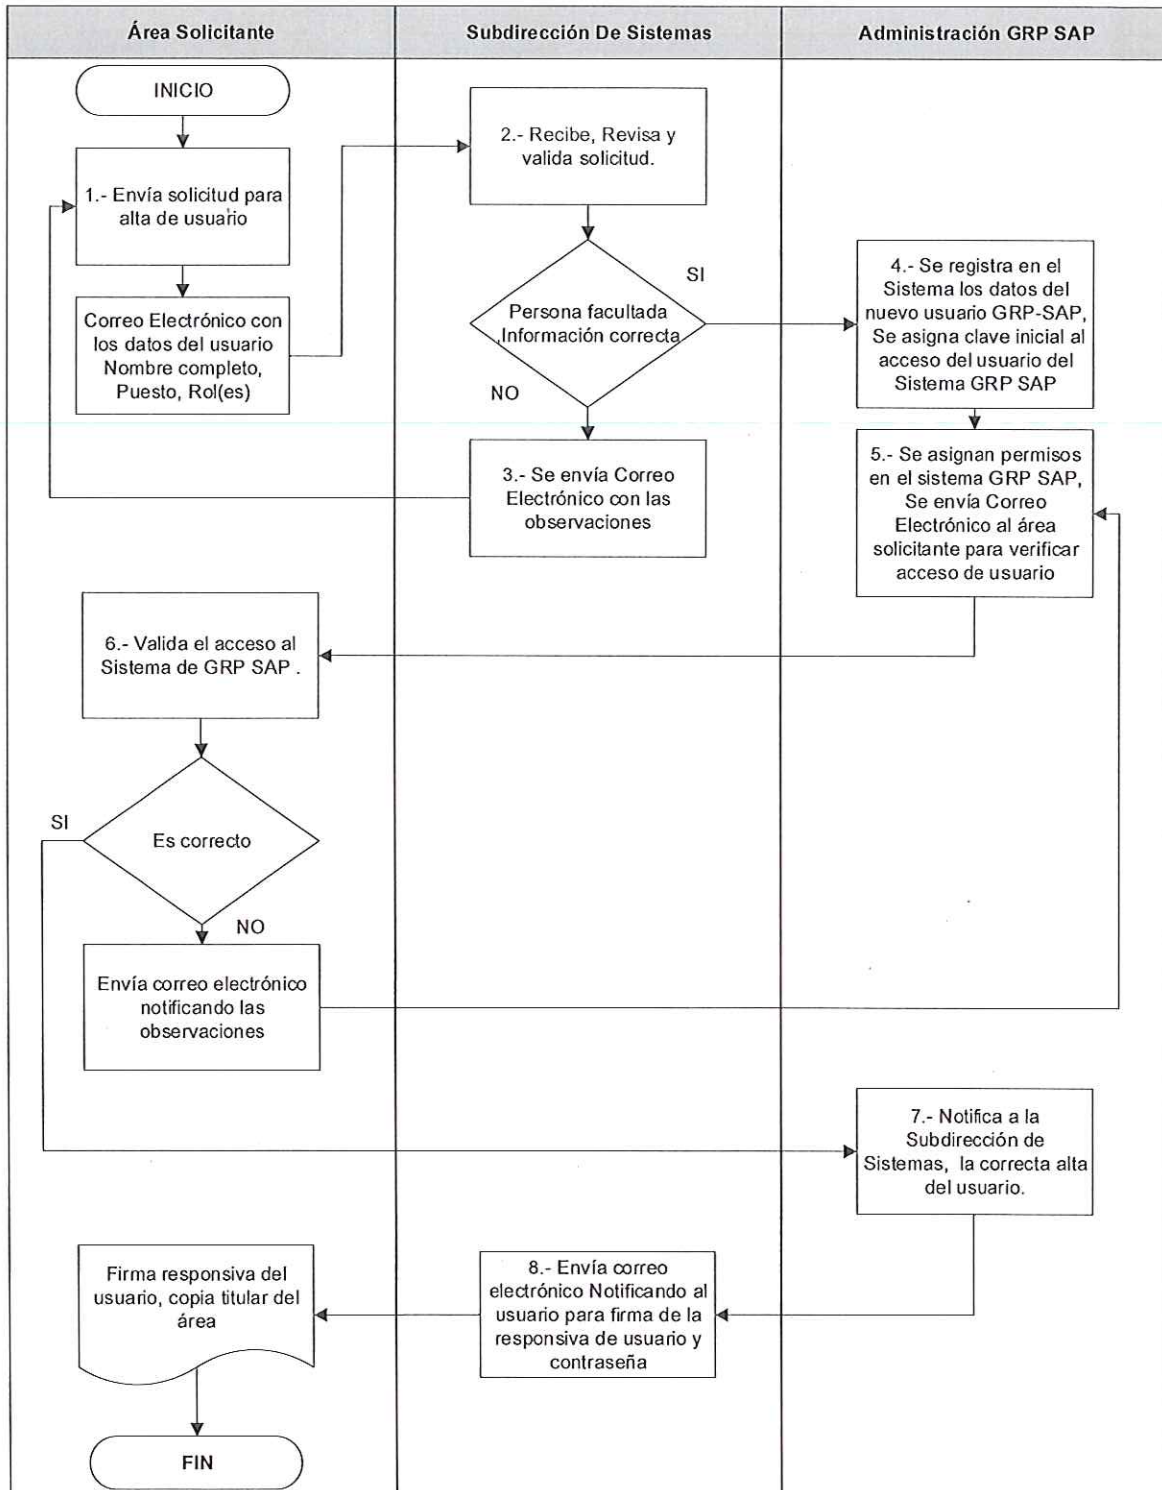 Área Solicitante
Subdirección De Sistemas
Administración GRP SAP
INICIO
1.- Envía solicitud para
alta de usuario
Correo Electrónico con
los datos del usuario
Nombre completo,
Puesto, Rol(es)
2.- Recibe, Revisa y
valida solicitud.
SI
Persona facultada
,Información correcta
NO
3.- Se envía Correo
Electrónico con las
observaciones
4.- Se registra en el
Sistema los datos del
nuevo usuario GRP-SAP,
Se asigna clave inicial al
acceso del usuario del
Sistema GRP SAP
5.- Se asignan permisos
en el sistema GRP SAP,
Se envía Correo
Electrónico al área
solicitante para verificar
acceso de usuario
6.- Valida el acceso al
Sistema de GRP SAP .
SI
Es correcto
NO
Envía correo electrónico
notificando las
observaciones
7.- Notifica a la
Subdirección de
Sistemas, la correcta alta
del usuario.
8.- Envía correo
electrónico Notificando al
usuario para firma de la
responsiva de usuario y
contraseña
Firma responsiva del
usuario, copia titular del
área
FIN